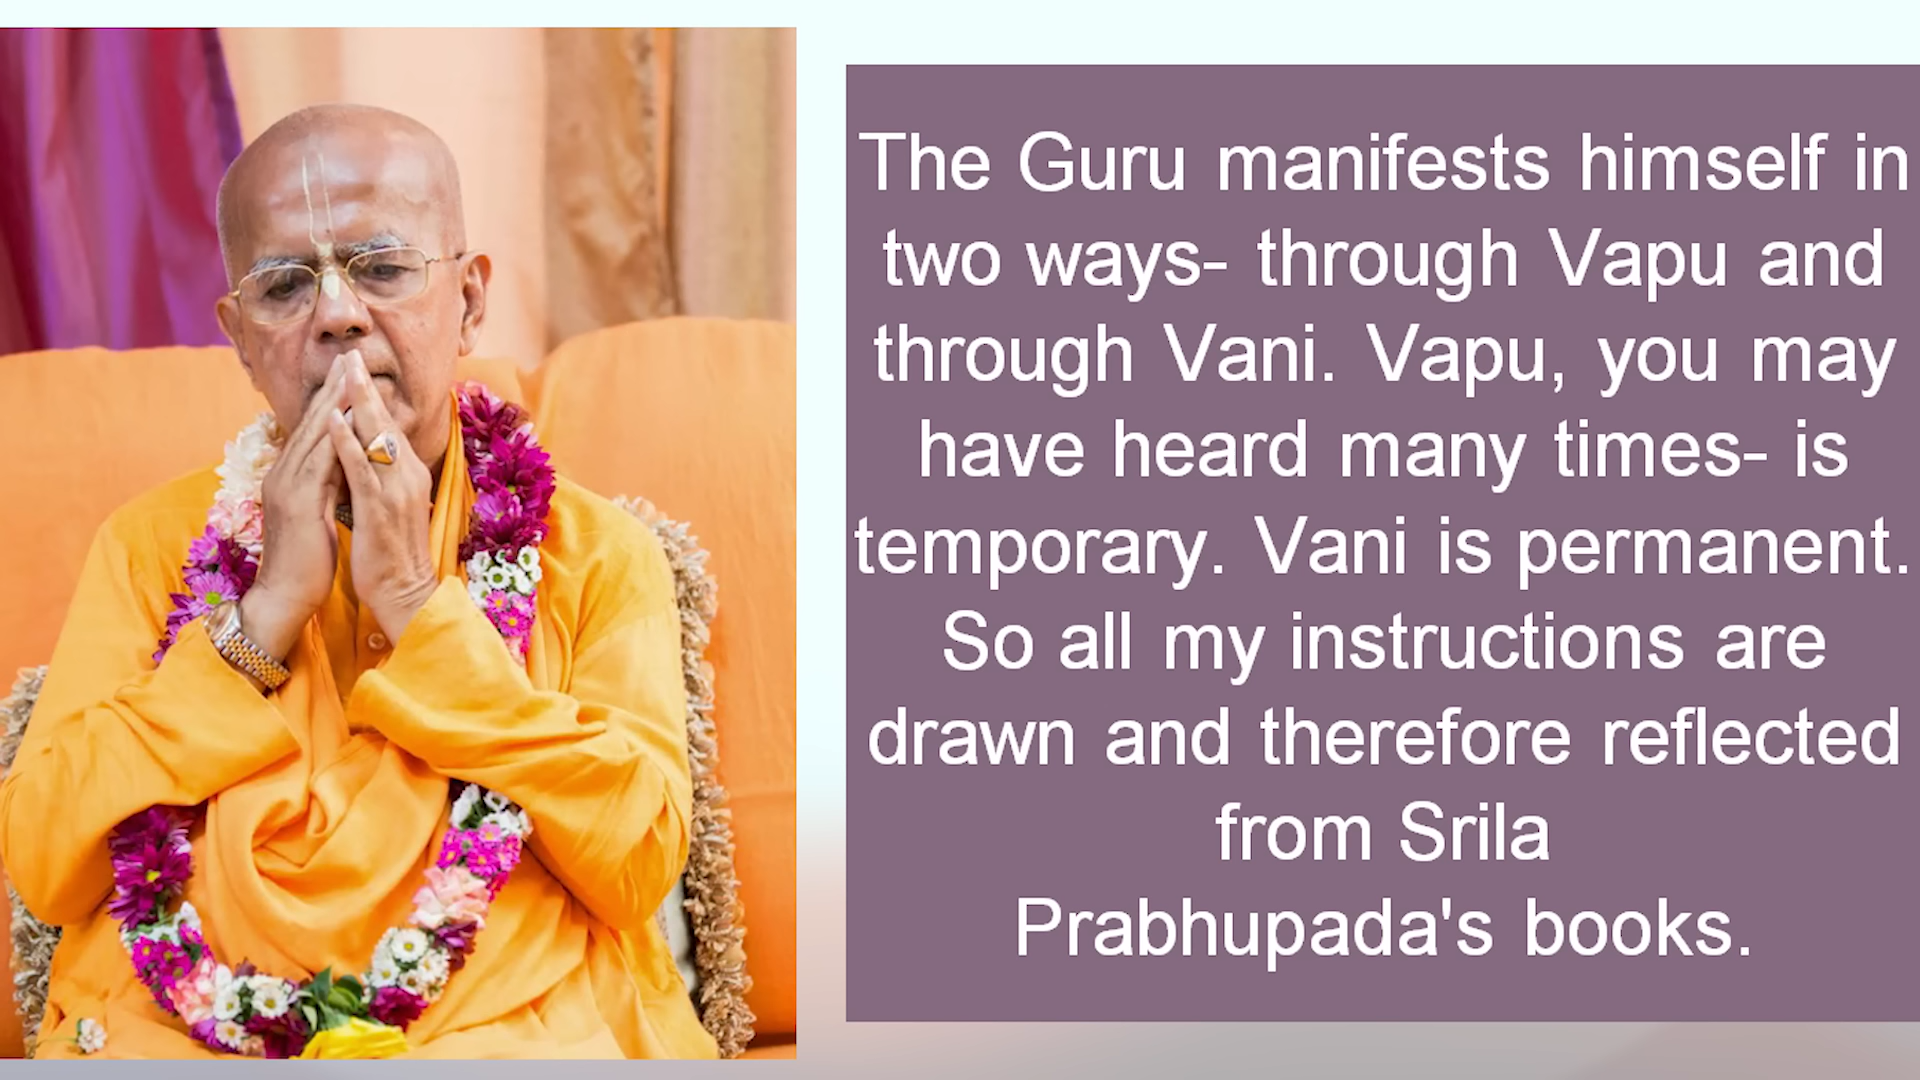 The Guru manifests himself in
two ways- through Vapu and
through Vani. Vapu, you may
have heard many times- is
temporary. Vani is permanent.
So all my instructions are
drawn and therefore reflected
from Srila
Prabhupada's books.